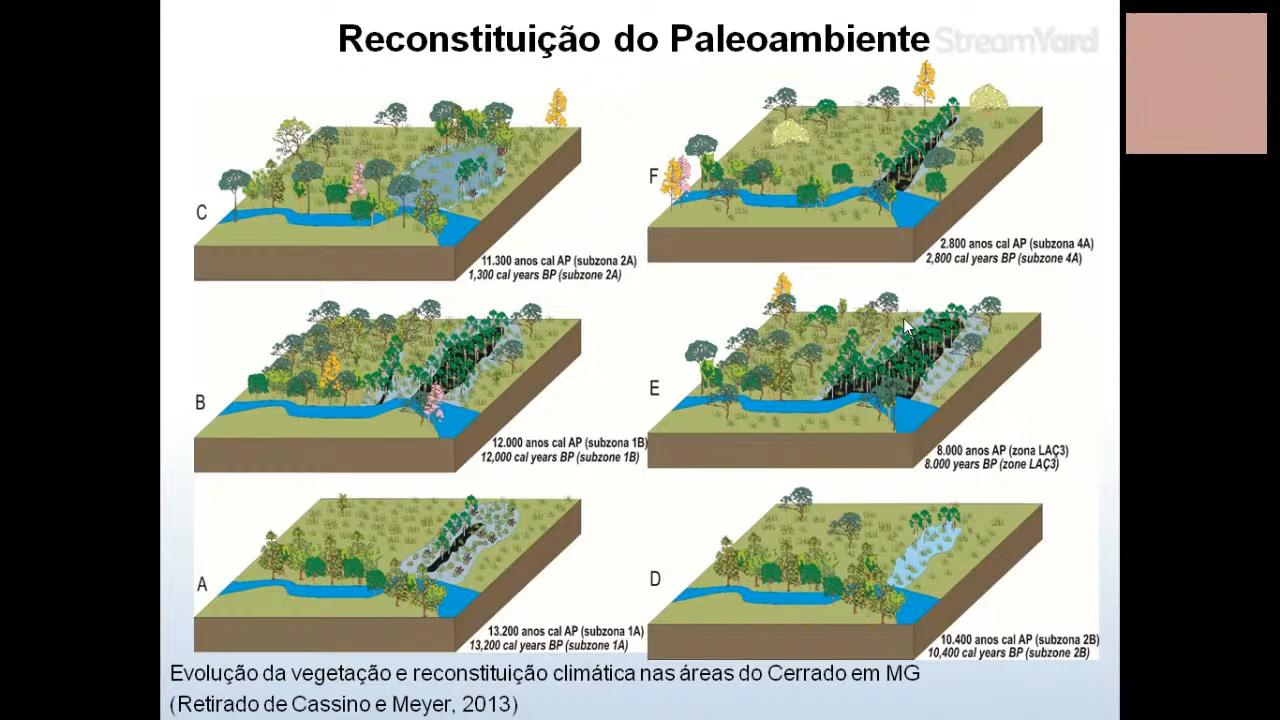 Reconstituição do Paleoambiente
StreamYard
C
11.300 anos cal AP (subzona 2A)
1,300 cal years BP (subzone 2A)
F
2.800 anos cal AP (subzona 4A)
2,800 cal years BP (subzone 4A)
B
12.000 anos cal AP (subzona 1B)
12,000 cal years BP (subzone 1B)
E
8.000 anos AP (zona LAÇ3)
8.000 years BP (zone LAÇ3)
A
13.200 anos cal AP (subzona 1A)
13,200 cal years BP (subzone 1A)
D
10.400 anos cal AP (subzona 2B)
10,400 cal years BP (subzone 2B)
Evolução da vegetação e reconstituição climática nas áreas do Cerrado em MG
(Retirado de Cassino e Meyer, 2013)